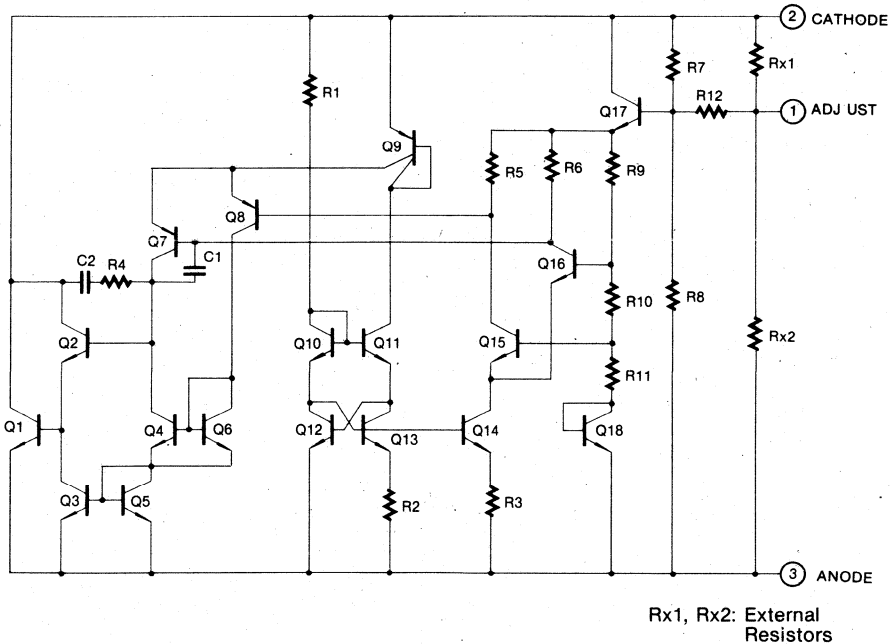 2 CATHODE
R7
Rx1
R1
R12
1 ADJ UST
Q17
Q9
R5
R6
R9
Q8
Q7
C2
R4
C1
Q16
R10
R8
Q2
Q10
Q11
Q15
Rx2
R11
Q1
Q4
Q6
Q12
Q13
Q14
Q18
Q3
Q5
R2
R3
3 ANODE
Rx1, Rx2: External
Resistors